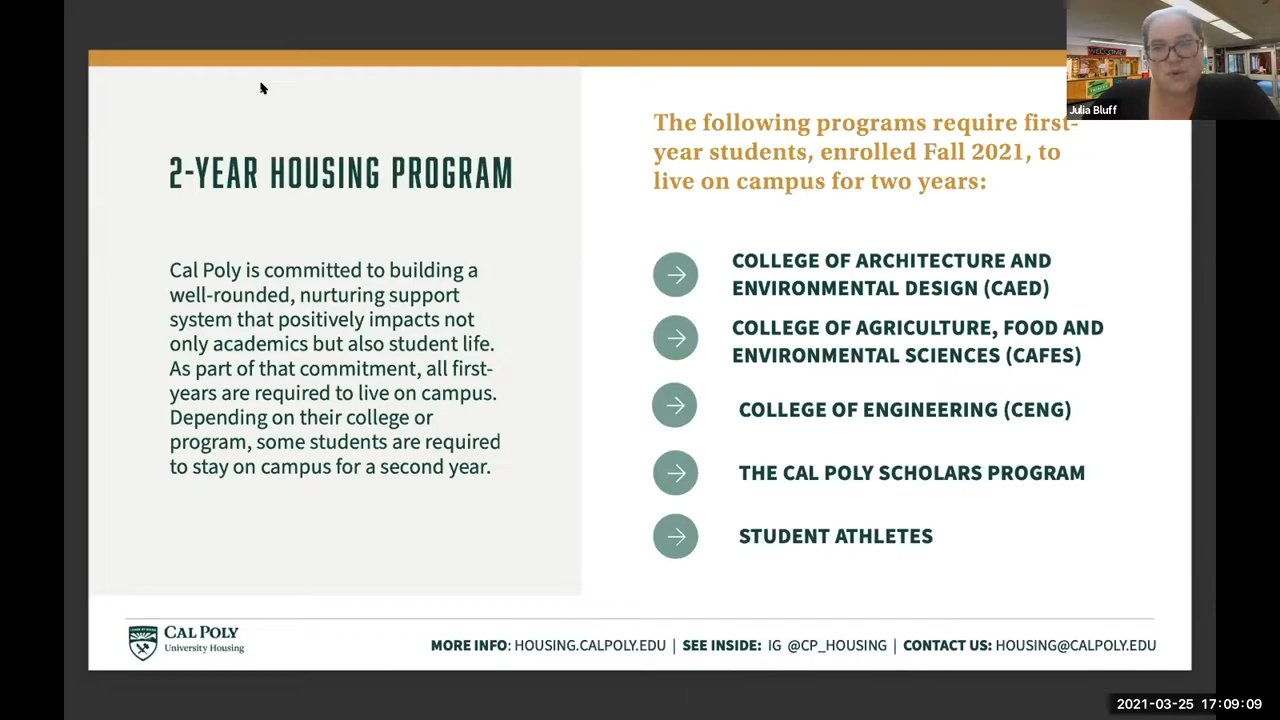 WELCOME
Julia Bluff
2-YEAR HOUSING PROGRAM
Cal Poly is committed to building a
well-rounded, nurturing support
system that positively impacts not
only academics but also student life.
As part of that commitment, all first-
years are required to live on campus.
Depending on their college or
program, some students are required
to stay on campus for a second year.
The following programs require first-
year students, enrolled Fall 2021, to
live on campus for two years:
COLLEGE OF ARCHITECTURE AND
ENVIRONMENTAL DESIGN (CAED)
COLLEGE OF AGRICULTURE, FOOD AND
ENVIRONMENTAL SCIENCES (CAFES)
COLLEGE OF ENGINEERING (CENG)
THE CAL POLY SCHOLARS PROGRAM
STUDENT ATHLETES
CAL POLY
University Housing
MORE INFO: HOUSING.CALPOLY.EDU | SEE INSIDE: IG @CP_HOUSING | CONTACT US: HOUSING@CALPOLY.EDU
2021-03-25 17:09:09